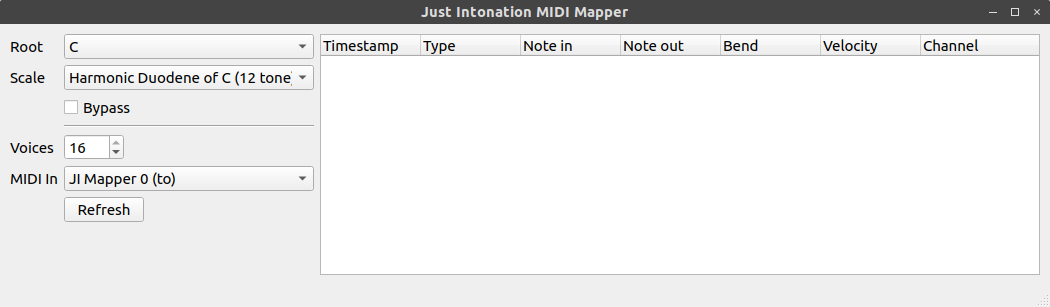 Just Intonation MIDI Mapper
Root C
Scale Harmonic Duodene of C (12 tone)
Bypass
Voices 16
MIDI In JI Mapper 0 (to)
Refresh
Timestamp Type Note in Note out Bend Velocity Channel